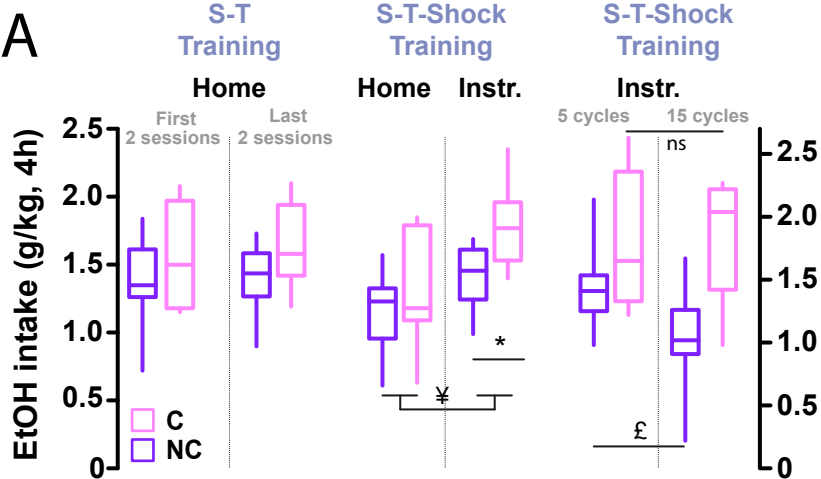 A
S-T
Training
S-T-Shock
Training
S-T-Shock
Training
Home
Home
Instr.
Instr.
First
2 sessions
Last
2 sessions
5 cycles
15 cycles
EtOH intake (g/kg, 4h)
2.5
2.0
1.5
1.0
0.5
0
ns
*
¥
£
C
NC
2.5
2.0
1.5
1.0
0.5
0